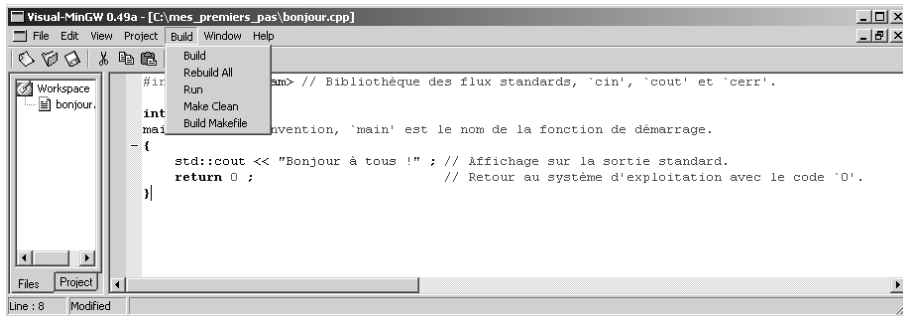 Visual-MinGW 0.49a - [C:\mes_premiers_pas\bonjour.cpp]
File Edit View Project Build Window Help
Build
Rebuild All
Run
Make Clean
Build Makefile
Workspace
bonjour.
#in am> // Bibliothèque des flux standards, `cin', `cout' et `cerr'.
int
mai nvention, `main' est le nom de la fonction de démarrage.
{
std::cout << "Bonjour à tous !" ; // Affichage sur la sortie standard.
return 0 ; // Retour au système d'exploitation avec le code `0'.
}
Files Project
Line : 8 Modified